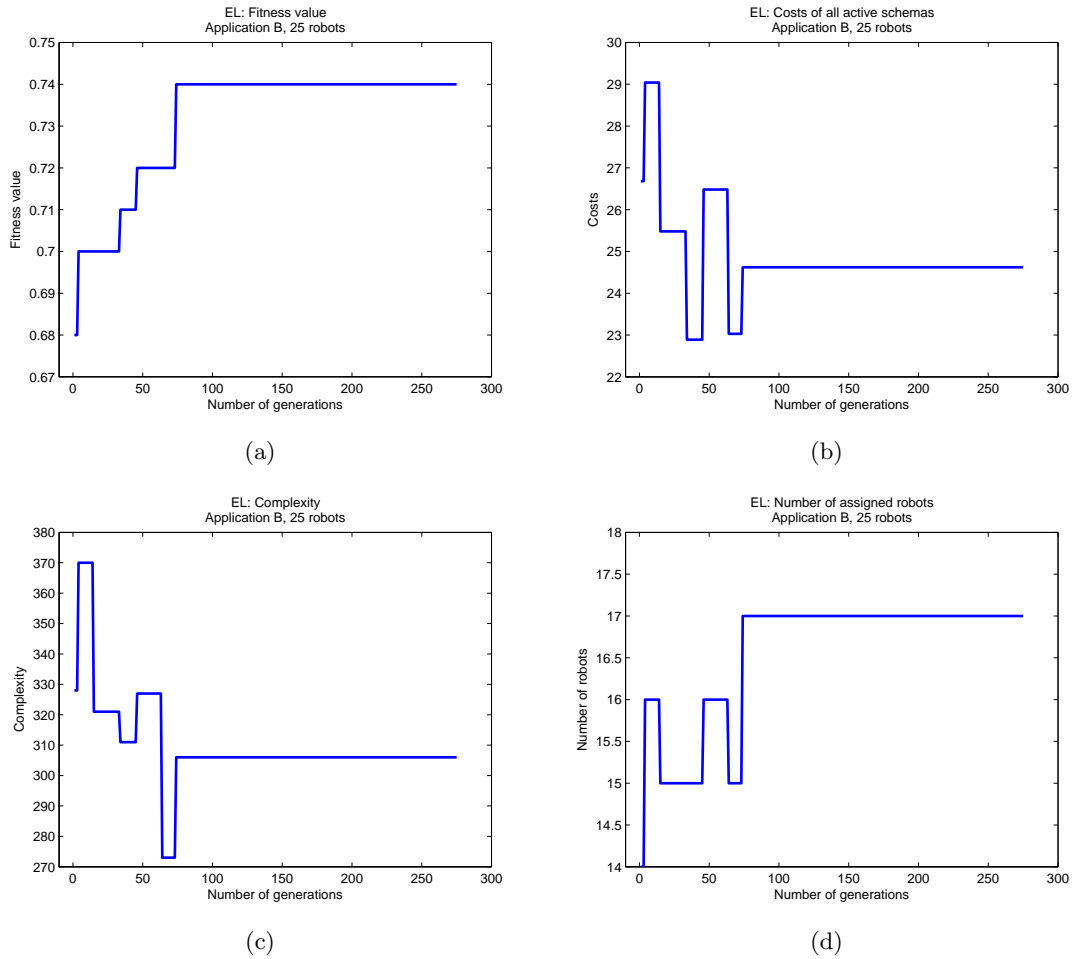 EL: Fitness value
Application B, 25 robots
0.75
0.74
0.73
0.72
0.71
0.7
0.69
0.68
0.67
Fitness value
0 50 100 150 200 250 300
Number of generations
(a)
EL: Costs of all active schemas
Application B, 25 robots
30
29
28
27
26
25
24
23
22
Costs
0 50 100 150 200 250 300
Number of generations
(b)
EL: Complexity
Application B, 25 robots
380
370
360
350
340
330
320
310
300
290
280
270
Complexity
0 50 100 150 200 250 300
Number of generations
(c)
EL: Number of assigned robots
Application B, 25 robots
18
17.5
17
16.5
16
15.5
15
14.5
14
Number of robots
0 50 100 150 200 250 300
Number of generations
(d)